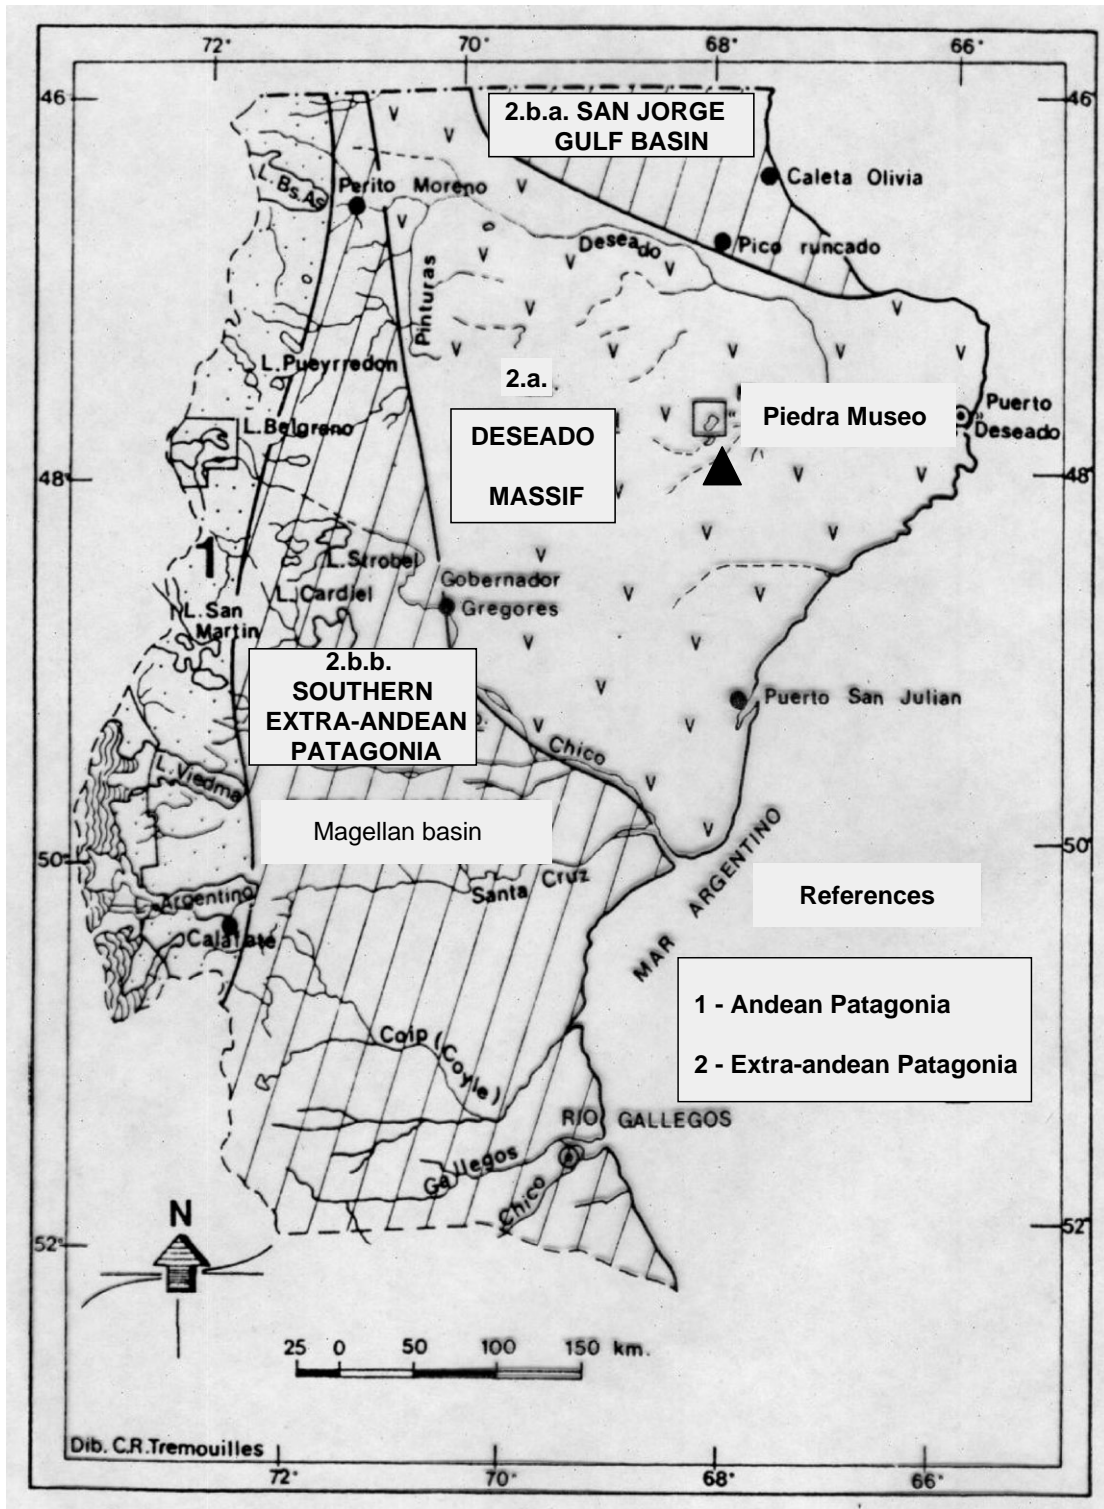 72°
70°
68°
66°
46°
46°
2.b.a. SAN JORGE
GULF BASIN
Caleta Olivia
L. Bs. As
Perito Moreno
Pico runcado
Deseado
Pinturas
L. Pueyrredon
2.a.
Piedra Museo
Puerto
Deseado
L. Belgreno
DESEADO
MASSIF
48°
48°
1
L. Strobel
Gobernador
Gregores
L. Cardiel
L. San
Martin
2.b.b.
SOUTHERN
EXTRA-ANDEAN
PATAGONIA
Puerto San Julian
Chico
L. Viedma
Magellan basin
50°
50°
MAR ARGENTINO
Santa Cruz
References
Argentino
Calafate
1 - Andean Patagonia
2 - Extra-andean Patagonia
Coip (Coyle)
RIO GALLEGOS
Gallegos
Chico
N
52°
52°
25 0 50 100 150 km.
Dib. C.R.Tremouilles
72°
70°
68°
66°